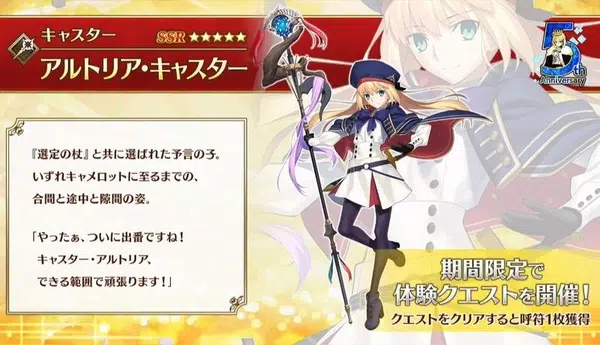 キャスター SSR ★★★★★
アルトリア・キャスター
5th
Anniversary
『選定の杖』と共に選ばれた予言の子。
いずれキャメロットに至るまでの、
合間と途中と隙間の姿。
「やったぁ、ついに出番ですね!
キャスター・アルトリア、
できる範囲で頑張ります!」
期間限定で
体験クエストを開催!
クエストをクリアすると呼符1枚獲得